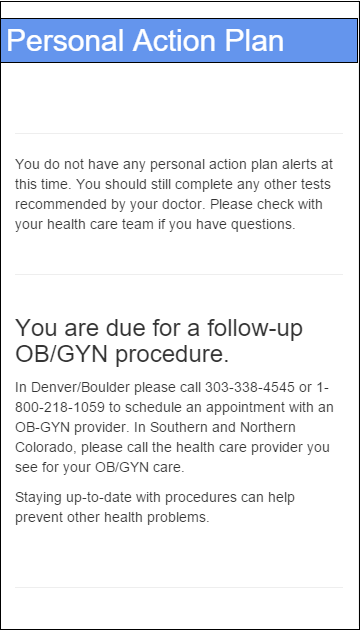 Personal Action Plan
You do not have any personal action plan alerts at
this time. You should still complete any other tests
recommended by your doctor. Please check with
your health care team if you have questions.
You are due for a follow-up
OB/GYN procedure.
In Denver/Boulder please call 303-338-4545 or 1-
800-218-1059 to schedule an appointment with an
OB-GYN provider. In Southern and Northern
Colorado, please call the health care provider you
see for your OB/GYN care.
Staying up-to-date with procedures can help
prevent other health problems.